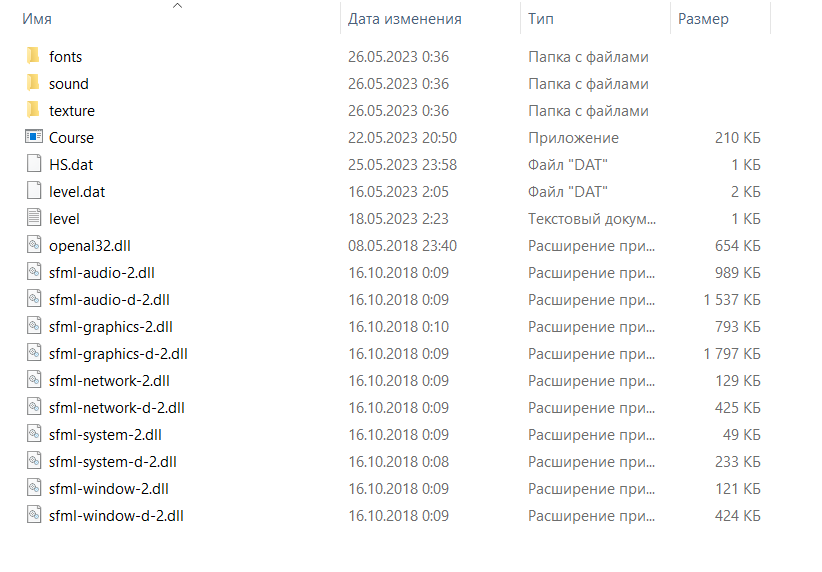 Имя Дата изменения Тип Размер
fonts 26.05.2023 0:36 Папка с файлами
sound 26.05.2023 0:36 Папка с файлами
texture 26.05.2023 0:36 Папка с файлами
Course 22.05.2023 20:50 Приложение 210 КБ
HS.dat 25.05.2023 23:58 Файл "DAT" 1 КБ
level.dat 16.05.2023 2:05 Файл "DAT" 2 КБ
level 18.05.2023 2:23 Текстовый докум... 1 КБ
openal32.dll 08.05.2018 23:40 Расширение при... 654 КБ
sfml-audio-2.dll 16.10.2018 0:09 Расширение при... 989 КБ
sfml-audio-d-2.dll 16.10.2018 0:09 Расширение при... 1 537 КБ
sfml-graphics-2.dll 16.10.2018 0:10 Расширение при... 793 КБ
sfml-graphics-d-2.dll 16.10.2018 0:09 Расширение при... 1 797 КБ
sfml-network-2.dll 16.10.2018 0:09 Расширение при... 129 КБ
sfml-network-d-2.dll 16.10.2018 0:09 Расширение при... 425 КБ
sfml-system-2.dll 16.10.2018 0:09 Расширение при... 49 КБ
sfml-system-d-2.dll 16.10.2018 0:08 Расширение при... 233 КБ
sfml-window-2.dll 16.10.2018 0:09 Расширение при... 121 КБ
sfml-window-d-2.dll 16.10.2018 0:09 Расширение при... 424 КБ